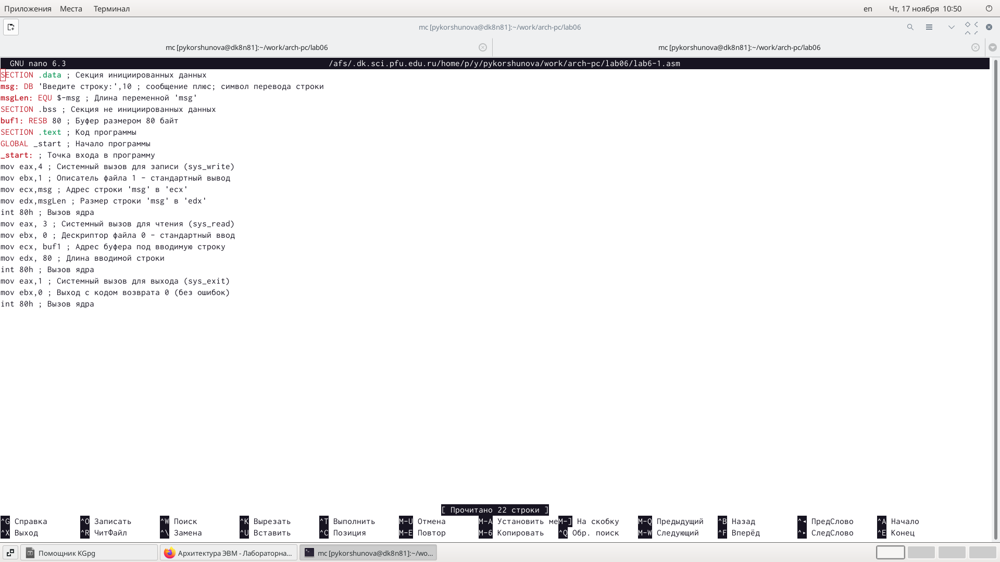 Приложения Места Терминал en Чт, 17 ноября 10:50
mc [pykorshunova@dk8n81]:~/work/arch-pc/lab06
mc [pykorshunova@dk8n81]:~/work/arch-pc/lab06 mc [pykorshunova@dk8n81]:~/work/arch-pc/lab06
GNU nano 6.3 /afs/.dk.sci.pfu.edu.ru/home/p/y/pykorshunova/work/arch-pc/lab06/lab6-1.asm
SECTION .data ; Секция инициированных данных
msg: DB 'Введите строку:',10 ; сообщение плюс; символ перевода строки
msgLen: EQU $-msg ; Длина переменной 'msg'
SECTION .bss ; Секция не инициированных данных
buf1: RESB 80 ; Буфер размером 80 байт
SECTION .text ; Код программы
GLOBAL _start ; Начало программы
_start: ; Точка входа в программу
mov eax,4 ; Системный вызов для записи (sys_write)
mov ebx,1 ; Описатель файла 1 - стандартный вывод
mov ecx,msg ; Адрес строки 'msg' в 'ecx'
mov edx,msgLen ; Размер строки 'msg' в 'edx'
int 80h ; Вызов ядра
mov eax, 3 ; Системный вызов для чтения (sys_read)
mov ebx, 0 ; Дескриптор файла 0 - стандартный ввод
mov ecx, buf1 ; Адрес буфера под вводимую строку
mov edx, 80 ; Длина вводимой строки
int 80h ; Вызов ядра
mov eax,1 ; Системный вызов для выхода (sys_exit)
mov ebx,0 ; Выход с кодом возврата 0 (без ошибок)
int 80h ; Вызов ядра
[ Прочитано 22 строки ]
^G Справка ^O Записать ^W Поиск ^K Вырезать ^T Выполнить M-U Отмена M-A Установить меM-] На скобку M-Q Предыдущий ^B Назад ^◂ ПредСлово ^A Начало
^X Выход ^R ЧитФайл ^\ Замена ^U Вставить ^C Позиция M-E Повтор M-6 Копировать ^Q Обр. поиск M-W Следующий ^F Вперёд ^▸ СледСлово ^E Конец
Помощник KGpg Архитектура ЭВМ - Лабораторна... mc [pykorshunova@dk8n81]:~/wo...